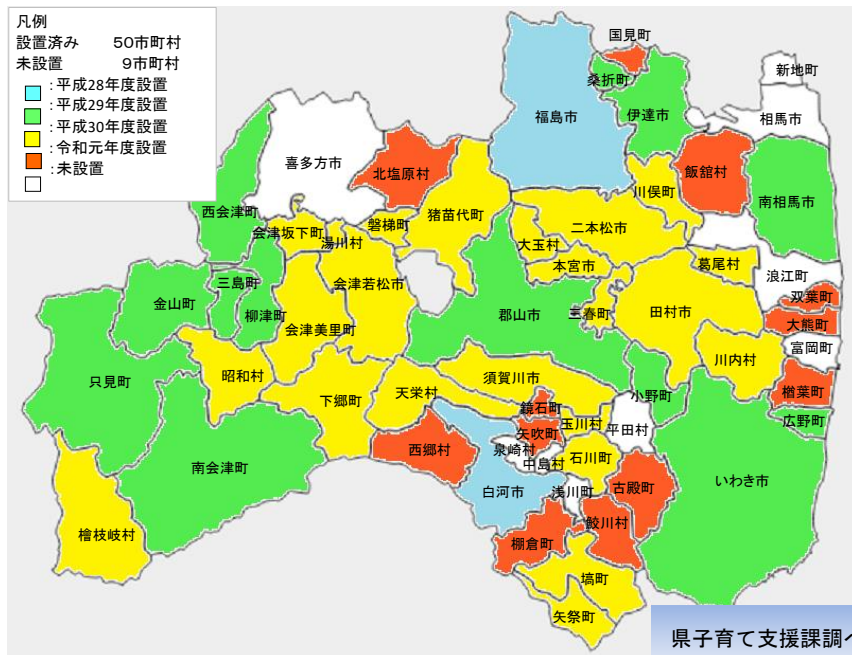 凡例
設置済み 50市町村
未設置 9市町村
:平成28年度設置
:平成29年度設置
:平成30年度設置
:令和元年度設置
:未設置
国見町
新地町
桑折町
相馬市
福島市
伊達市
喜多方市
北塩原村
飯舘村
川俣町
南相馬市
西会津町
猪苗代町
会津坂下町
湯川村
磐梯町
大玉村
二本松市
本宮市
葛尾村
浪江町
三島町
会津若松市
双葉町
金山町
柳津町
郡山市
三春町
田村市
大熊町
会津美里町
富岡町
只見町
昭和村
川内村
須賀川市
下郷町
天栄村
小野町
楢葉町
鏡石町
広野町
玉川村
平田村
矢吹町
西郷村
泉崎村
中島村
石川町
南会津町
いわき市
白河市
浅川町
古殿町
鮫川村
檜枝岐村
棚倉町
塙町
矢祭町
県子育て支援課調べ